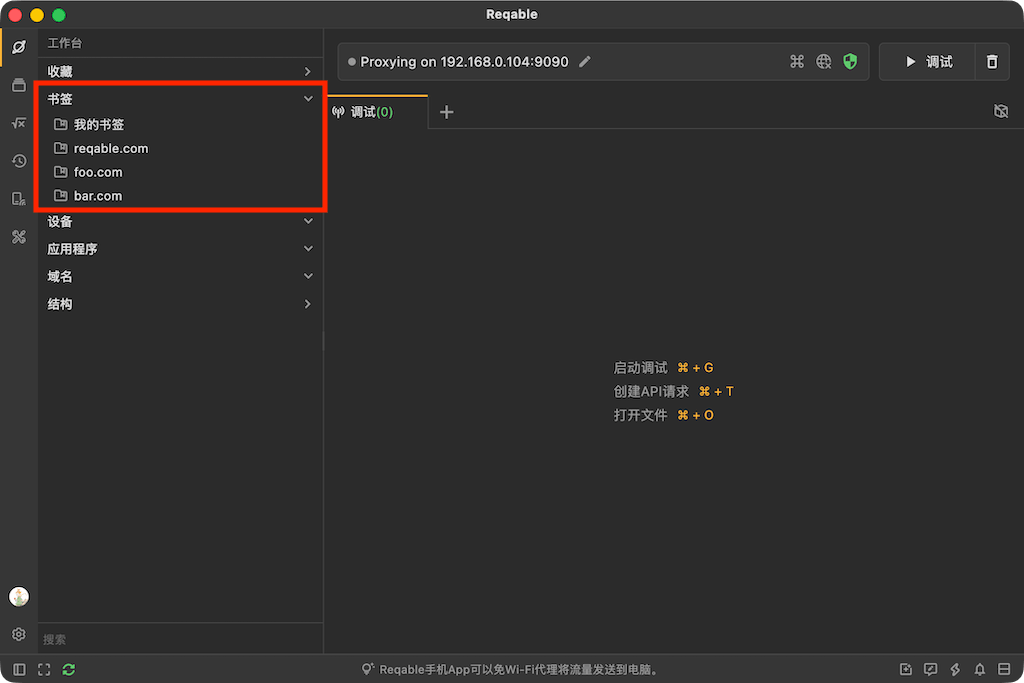 Reqable
工作台
收藏
书签
我的书签
reqable.com
foo.com
bar.com
设备
应用程序
域名
结构
搜索
Proxying on 192.168.0.104:9090
调试
调试(0)
启动调试 ⌘ + G
创建API请求 ⌘ + T
打开文件 ⌘ + O
Reqable手机App可以免Wi-Fi代理将流量发送到电脑。